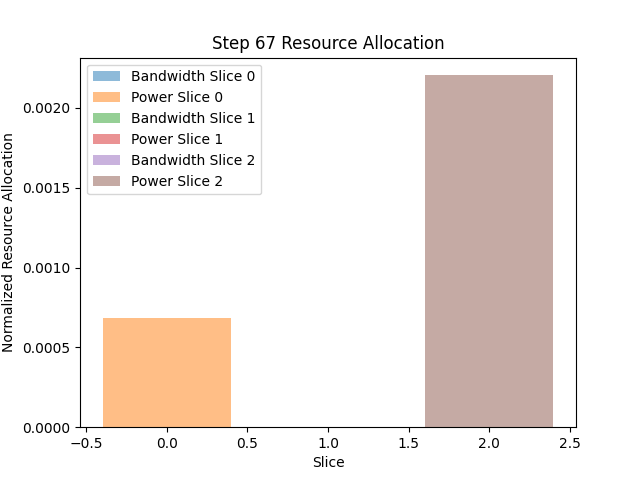 Step 67 Resource Allocation
Normalized Resource Allocation
0.0020
0.0015
0.0010
0.0005
0.0000
Bandwidth Slice 0
Power Slice 0
Bandwidth Slice 1
Power Slice 1
Bandwidth Slice 2
Power Slice 2
−0.5 0.0 0.5 1.0 1.5 2.0 2.5
Slice